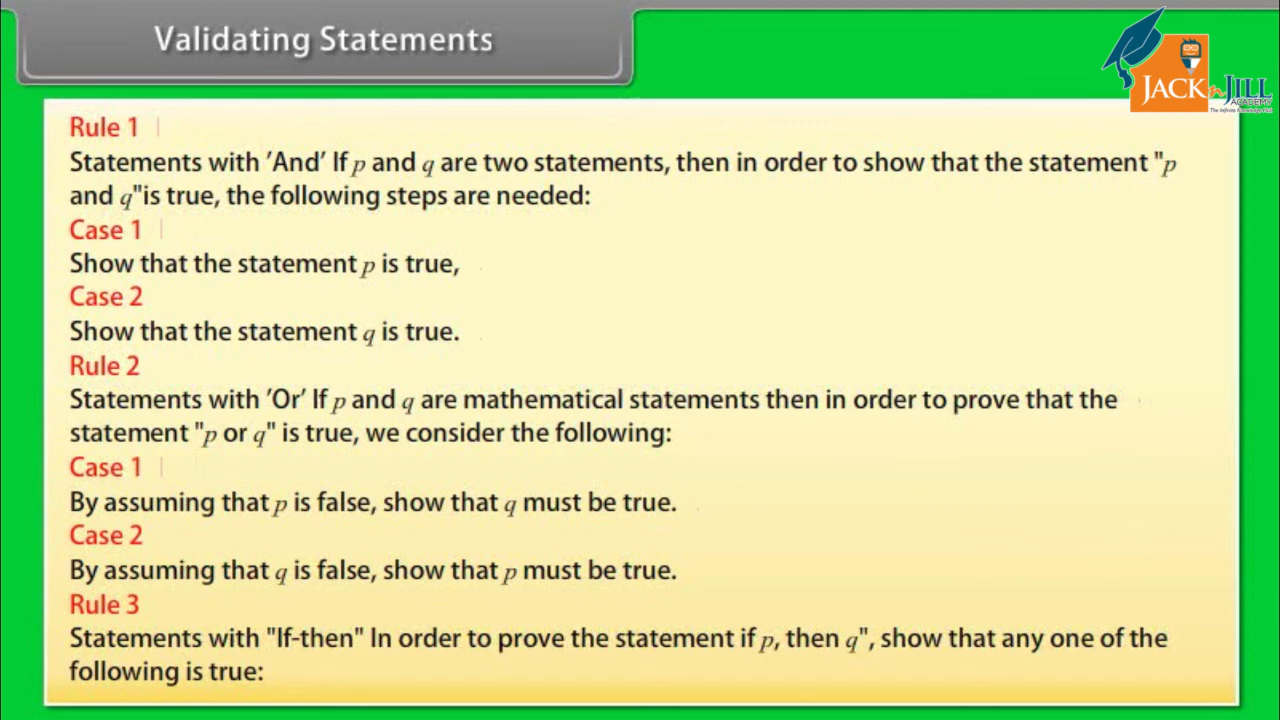 Validating Statements
JACK n JILL
ACADEMY
Rule 1
Statements with 'And' If p and q are two statements, then in order to show that the statement "p
and q"is true, the following steps are needed:
Case 1
Show that the statement p is true,
Case 2
Show that the statement q is true.
Rule 2
Statements with 'Or' If p and q are mathematical statements then in order to prove that the
statement "p or q" is true, we consider the following:
Case 1
By assuming that p is false, show that q must be true.
Case 2
By assuming that q is false, show that p must be true.
Rule 3
Statements with "If-then" In order to prove the statement if p, then q", show that any one of the
following is true: